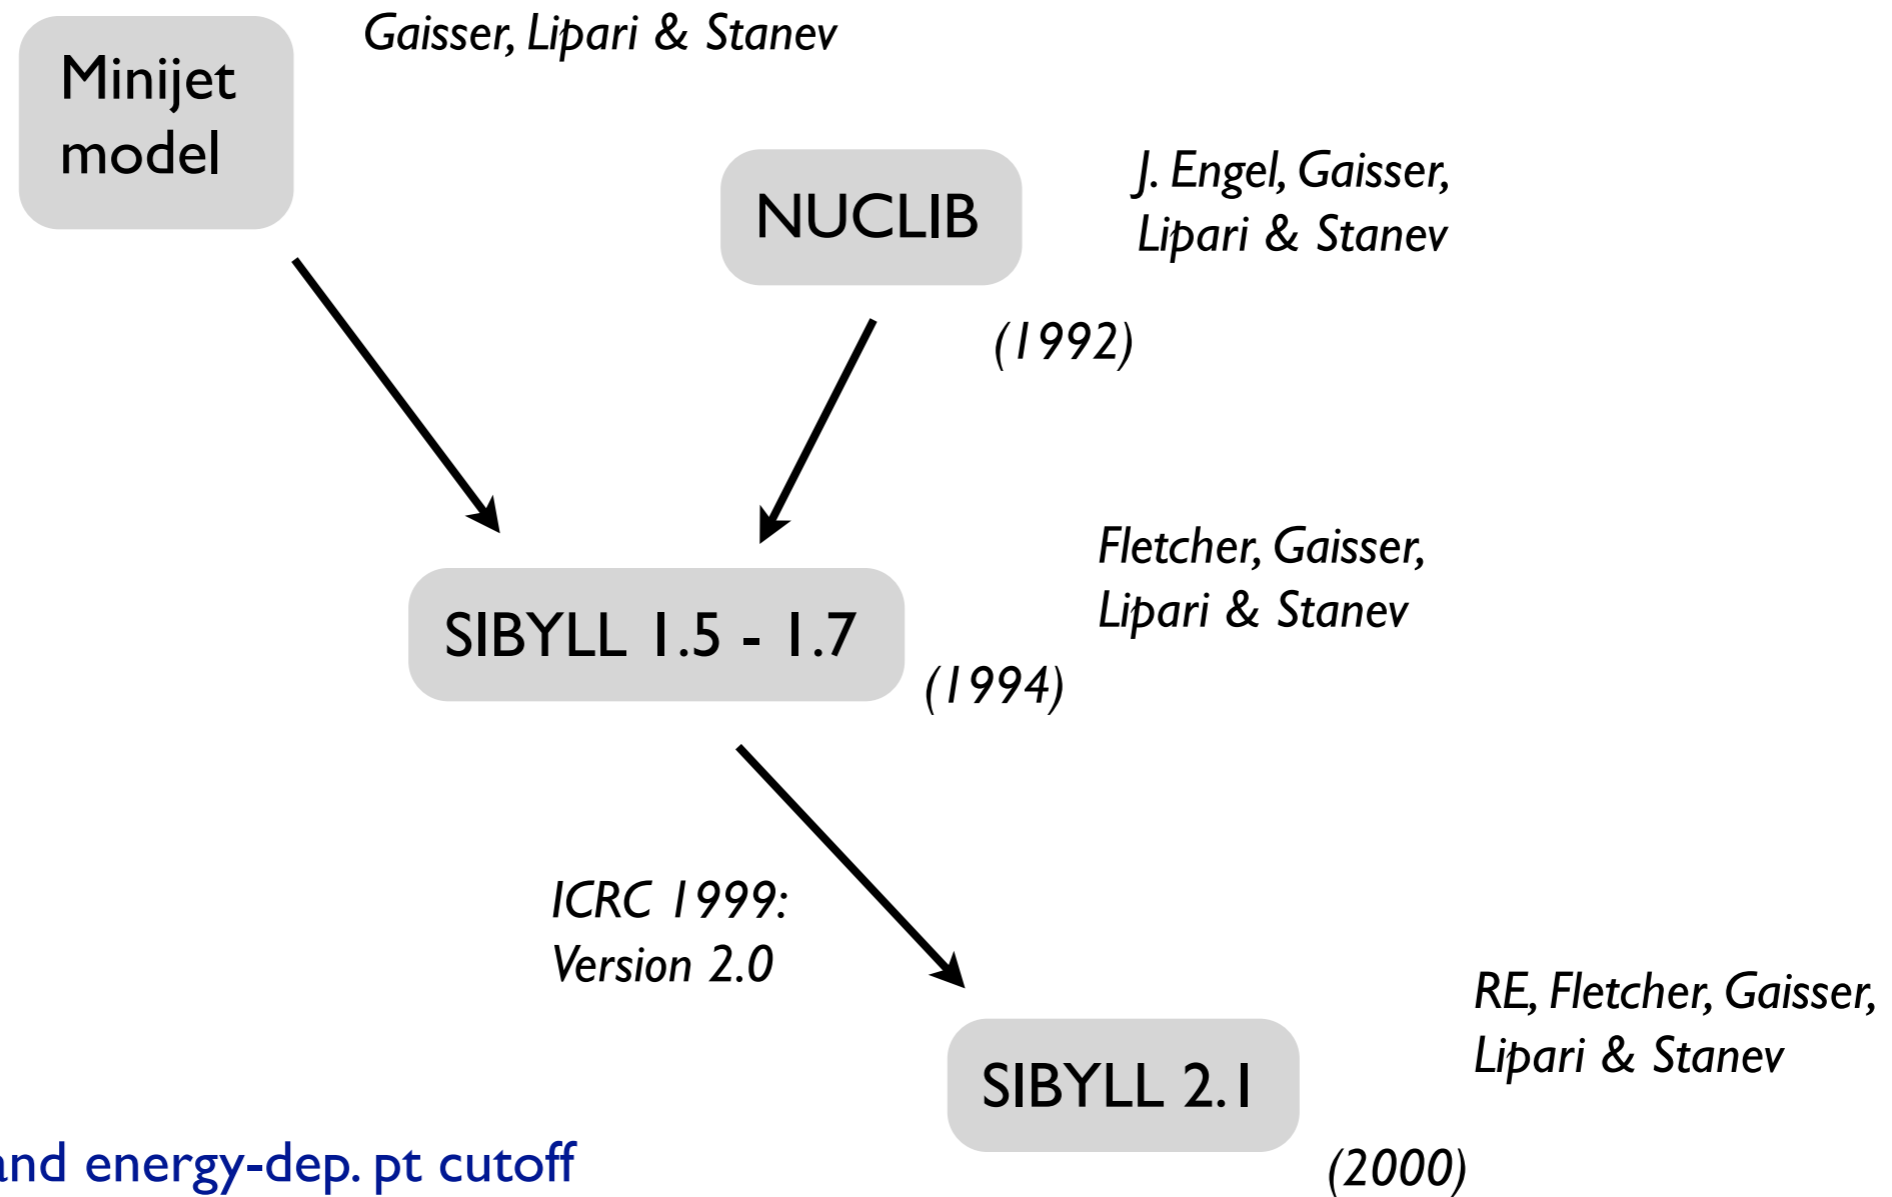 Gaisser, Lipari & Stanev
Minijet
model
NUCLIB
J. Engel, Gaisser,
Lipari & Stanev
(1992)
Fletcher, Gaisser,
Lipari & Stanev
SIBYLL 1.5 - 1.7
(1994)
ICRC 1999:
Version 2.0
RE, Fletcher, Gaisser,
Lipari & Stanev
SIBYLL 2.1
(2000)
and energy-dep. pt cutoff